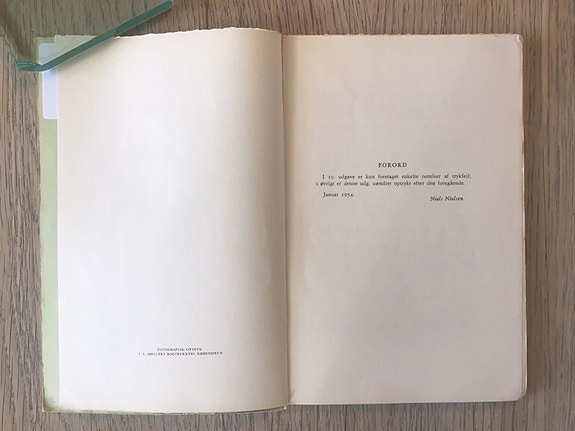 FOTOGRAFISK OPTRYK
J. L. MØLLERS BOGTRYKKERI, KØBENHAVN
FORORD
I 10. udgave er kun foretaget enkelte rettelser af trykfejl;
i øvrigt er denne udg. uændret optrykt efter den foregående.
Januar 1954.
Niels Nielsen.